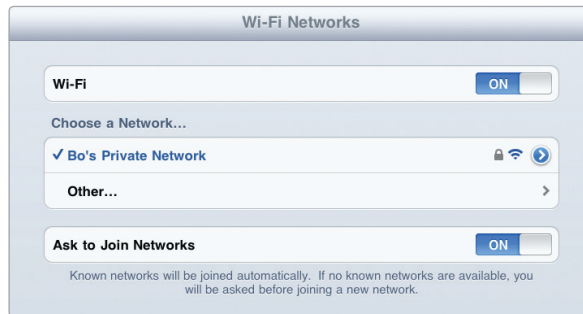 Wi-Fi Networks
Wi-Fi
ON
Choose a Network...
✓ Bo's Private Network
Other...
Ask to Join Networks
ON
Known networks will be joined automatically. If no known networks are available, you
will be asked before joining a new network.